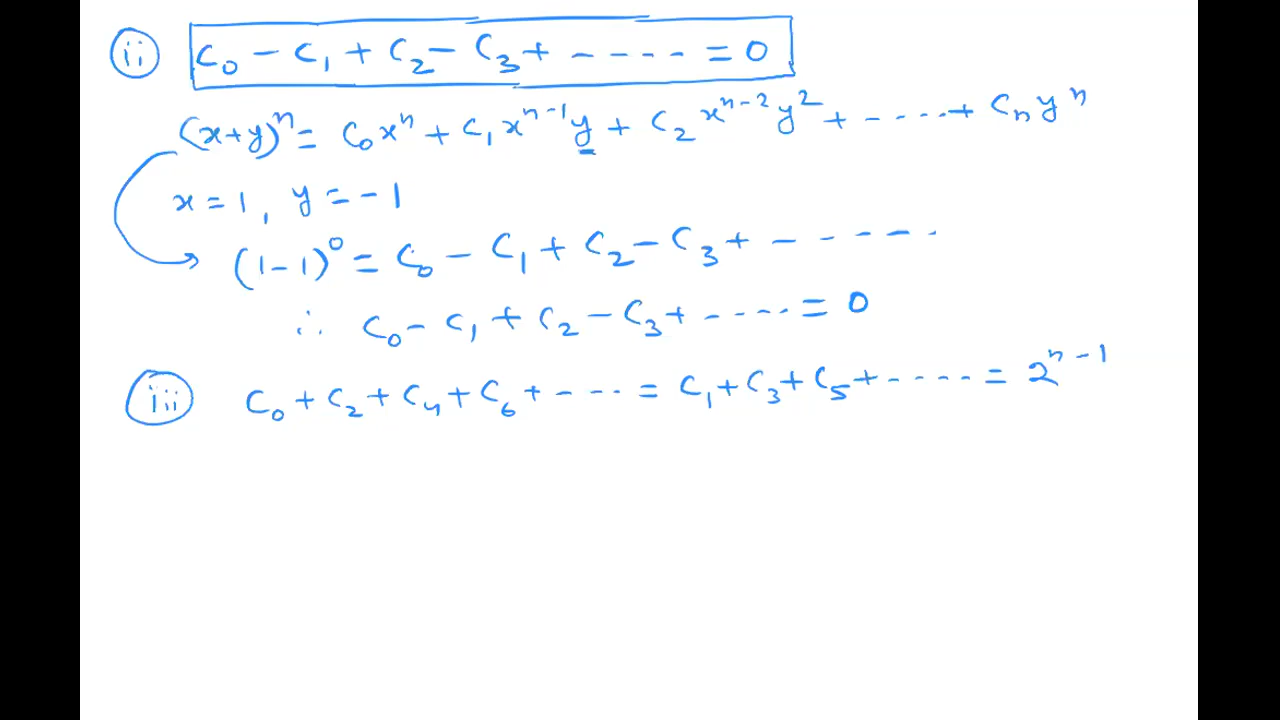 (ii) C₀ - C₁ + C₂ - C₃ + - - - - = 0
(x+y)ⁿ = C₀xⁿ + C₁xⁿ⁻¹y + C₂xⁿ⁻²y² + - - - - + Cₙyⁿ
x = 1, y = -1
(1-1)⁰ = C₀ - C₁ + C₂ - C₃ + - - - - -
∴ C₀ - C₁ + C₂ - C₃ + - - - - = 0
(iii) C₀ + C₂ + C₄ + C₆ + - - - - = C₁ + C₃ + C₅ + - - - - = 2ⁿ⁻¹